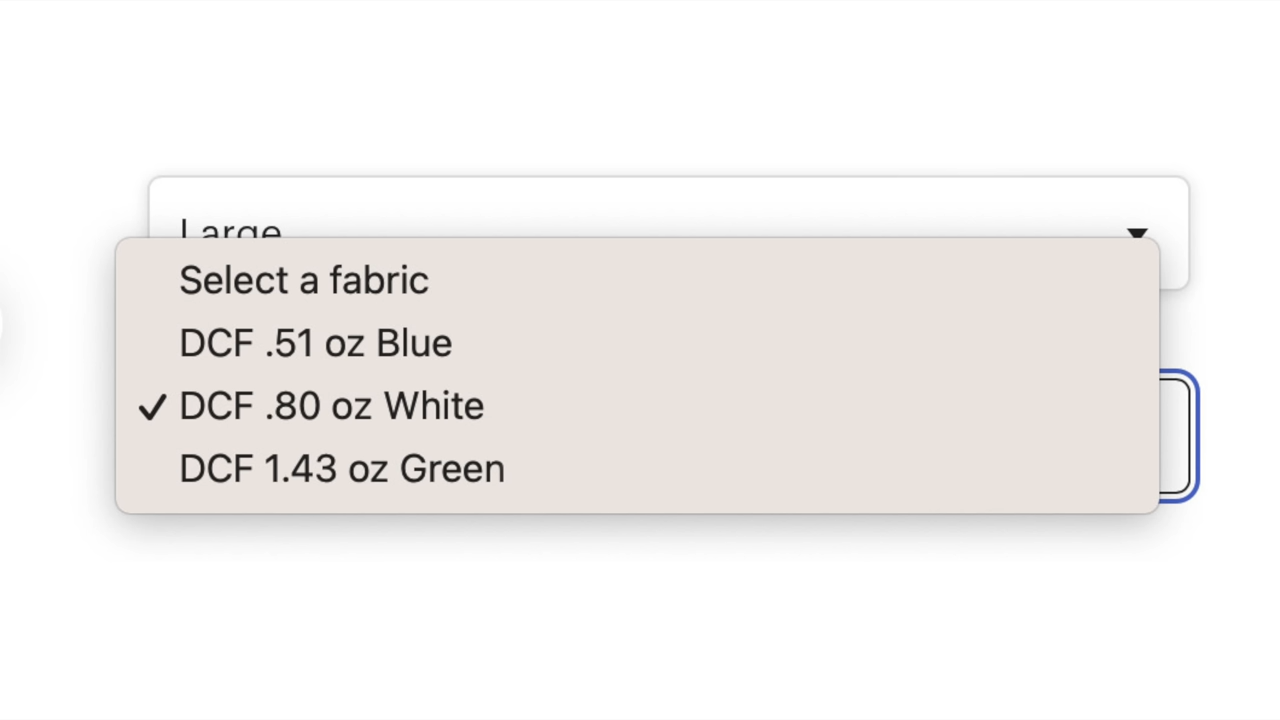 Large
Select a fabric
DCF .51 oz Blue
DCF .80 oz White
DCF 1.43 oz Green